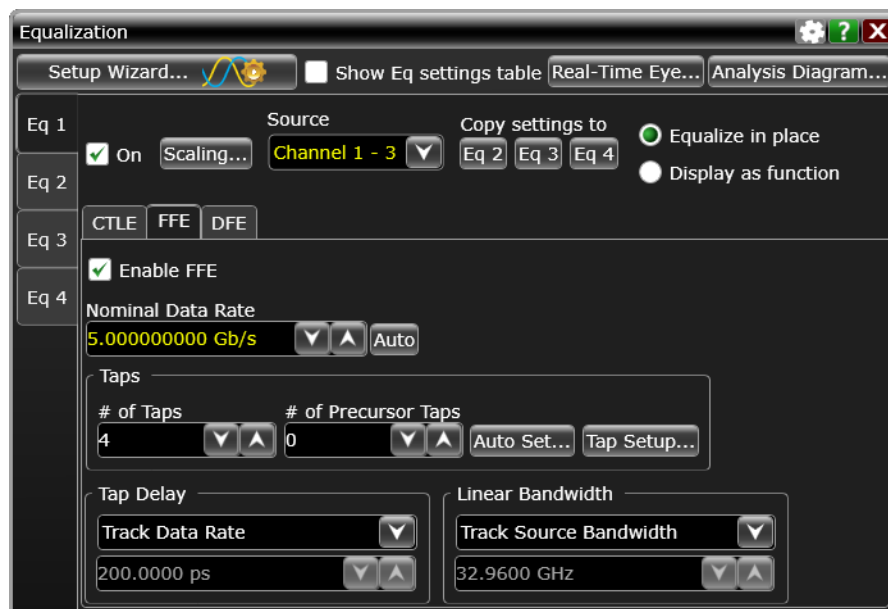 Equalization
?
X
Setup Wizard...
Show Eq settings table
Real-Time Eye...
Analysis Diagram...
Eq 1
Eq 2
Eq 3
Eq 4
On
Scaling...
Source
Channel 1 - 3
Copy settings to
Eq 2
Eq 3
Eq 4
Equalize in place
Display as function
CTLE
FFE
DFE
Enable FFE
Nominal Data Rate
5.000000000 Gb/s
Auto
Taps
# of Taps
4
# of Precursor Taps
0
Auto Set...
Tap Setup...
Tap Delay
Track Data Rate
200.0000 ps
Linear Bandwidth
Track Source Bandwidth
32.9600 GHz